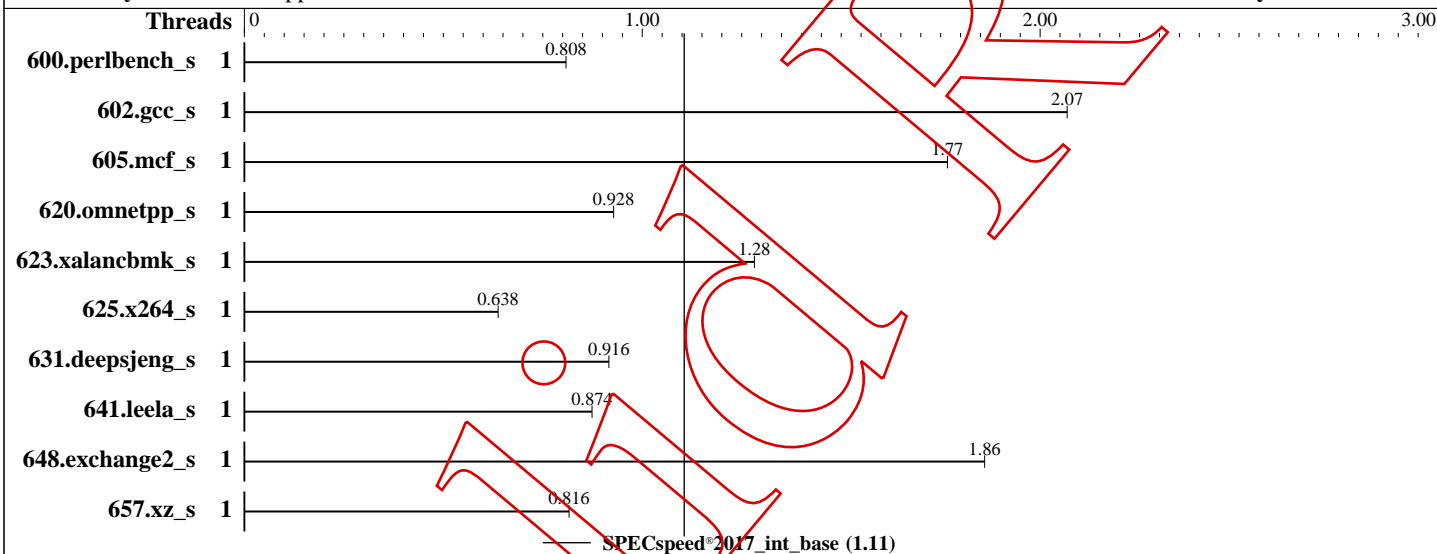 Threads 0 1.00 2.00 3.00
600.perlbench_s 1 0.808
602.gcc_s 1 2.07
605.mcf_s 1 1.77
620.omnetpp_s 1 0.928
623.xalancbmk_s 1 1.28
625.x264_s 1 0.638
631.deepsjeng_s 1 0.916
641.leela_s 1 0.874
648.exchange2_s 1 1.86
657.xz_s 1 0.816
SPECspeed®2017_int_base (1.11)